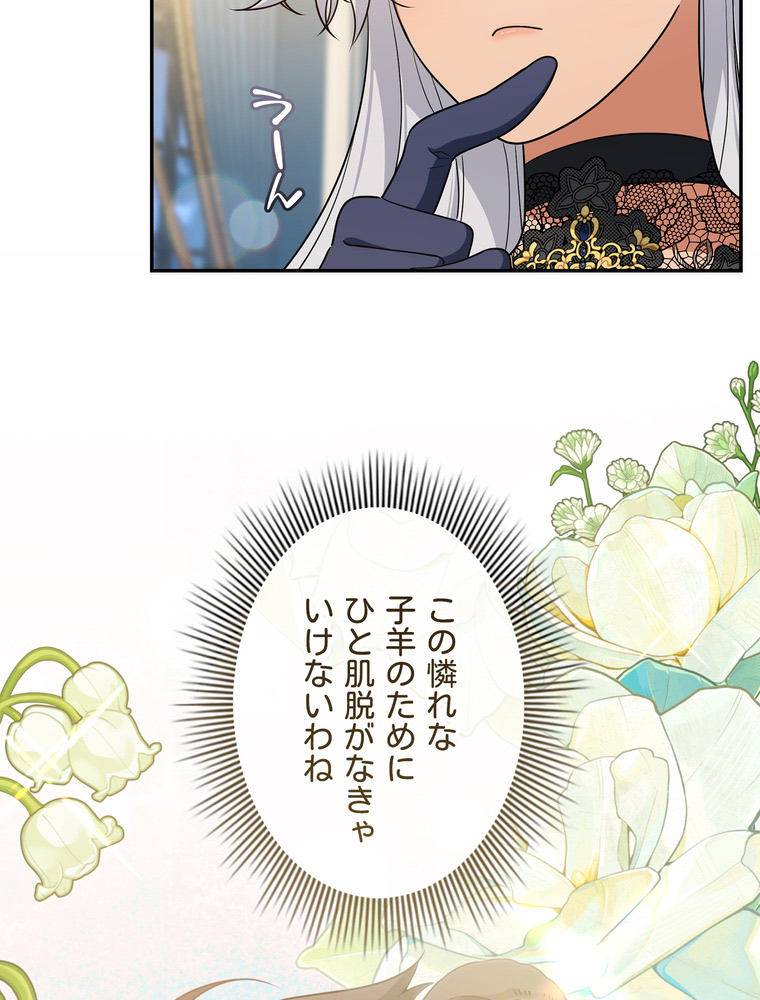 うーん
この憐れな
子羊のために
ひと肌脱がなきゃ
いけないわね